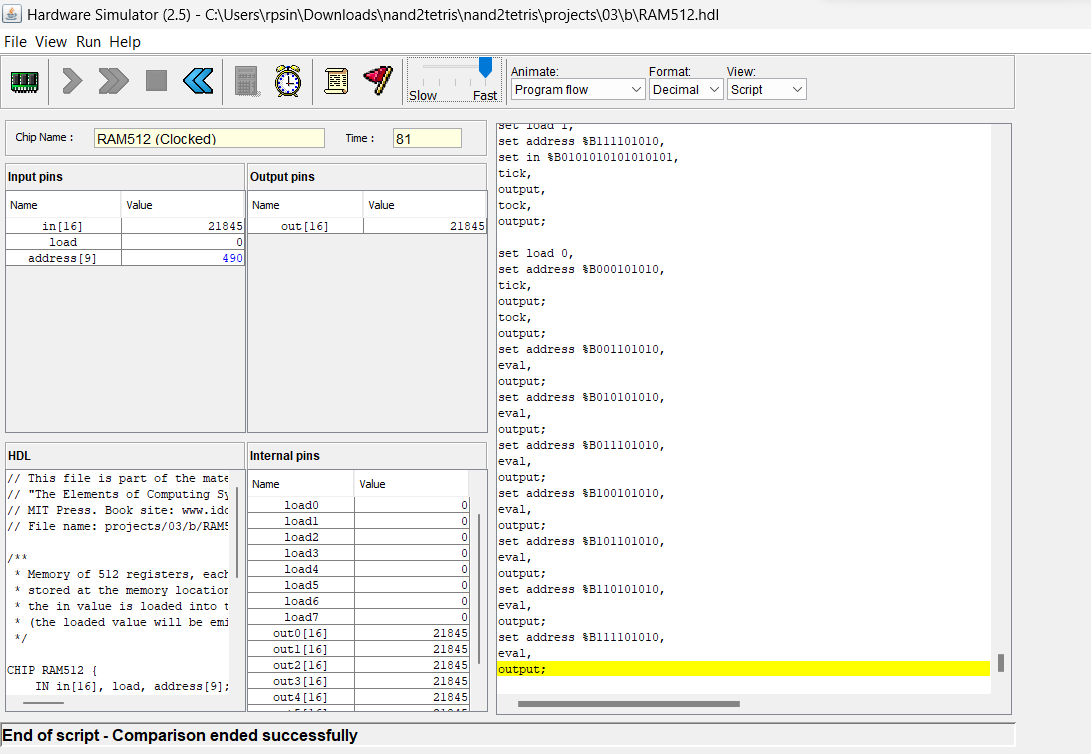 Hardware Simulator (2.5) - C:\Users\rpsin\Downloads\nand2tetris\nand2tetris\projects\03\b\RAM512.hdl
File View Run Help
Slow Fast
Animate:
Program flow
Format:
Decimal
View:
Script
Chip Name :
RAM512 (Clocked)
Time :
81
Input pins
Name Value
in[16] 21845
load 0
address[9] 490
Output pins
Name Value
out[16] 21845
HDL
// This file is part of the mate
// "The Elements of Computing Sy
// MIT Press. Book site: www.idc
// File name: projects/03/b/RAM5
/**
* Memory of 512 registers, each
* stored at the memory location
* the in value is loaded into t
* (the loaded value will be emi
*/
CHIP RAM512 {
IN in[16], load, address[9];
Internal pins
Name Value
load0 0
load1 0
load2 0
load3 0
load4 0
load5 0
load6 0
load7 0
out0[16] 21845
out1[16] 21845
out2[16] 21845
out3[16] 21845
out4[16] 21845
set load 1,
set address %B111101010,
set in %B0101010101010101,
tick,
output,
tock,
output;
set load 0,
set address %B000101010,
tick,
output;
tock,
output;
set address %B001101010,
eval,
output;
set address %B010101010,
eval,
output;
set address %B011101010,
eval,
output;
set address %B100101010,
eval,
output;
set address %B101101010,
eval,
output;
set address %B110101010,
eval,
output;
set address %B111101010,
eval,
output;
End of script - Comparison ended successfully